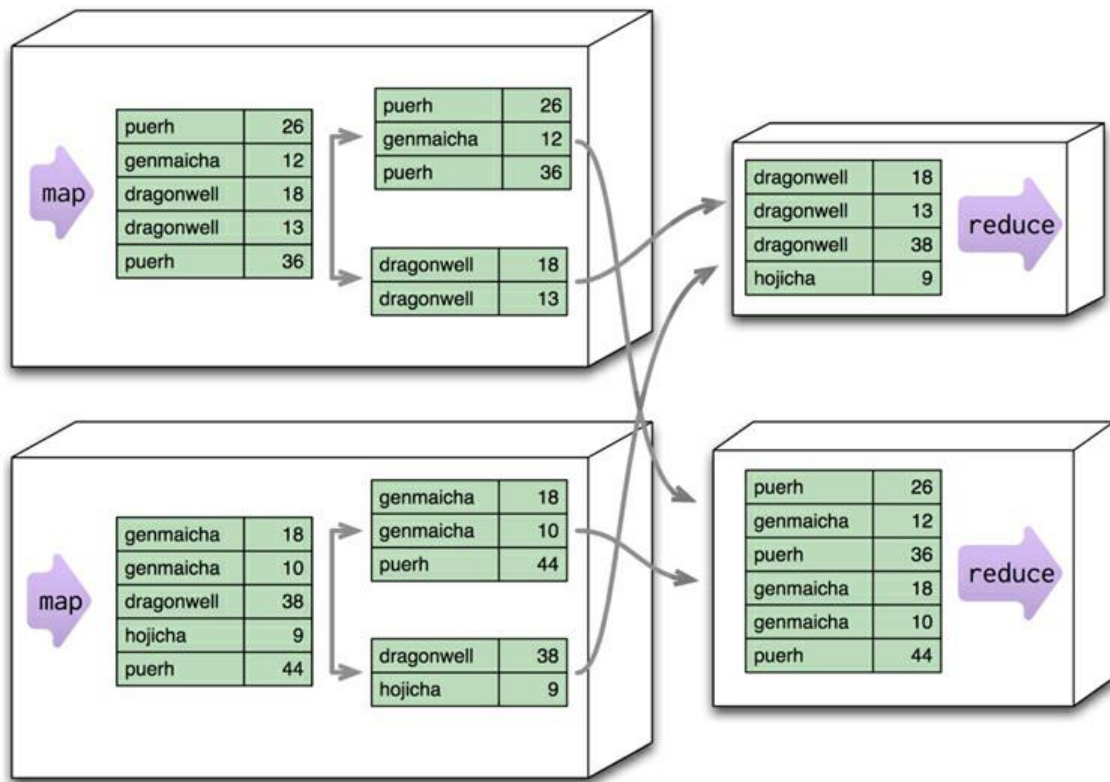 map
puerh 26
genmaicha 12
dragonwell 18
dragonwell 13
puerh 36
puerh 26
genmaicha 12
puerh 36
dragonwell 18
dragonwell 13
dragonwell 18
dragonwell 13
dragonwell 38
hojicha 9
reduce
map
genmaicha 18
genmaicha 10
dragonwell 38
hojicha 9
puerh 44
genmaicha 18
genmaicha 10
puerh 44
dragonwell 38
hojicha 9
puerh 26
genmaicha 12
puerh 36
genmaicha 18
genmaicha 10
puerh 44
reduce